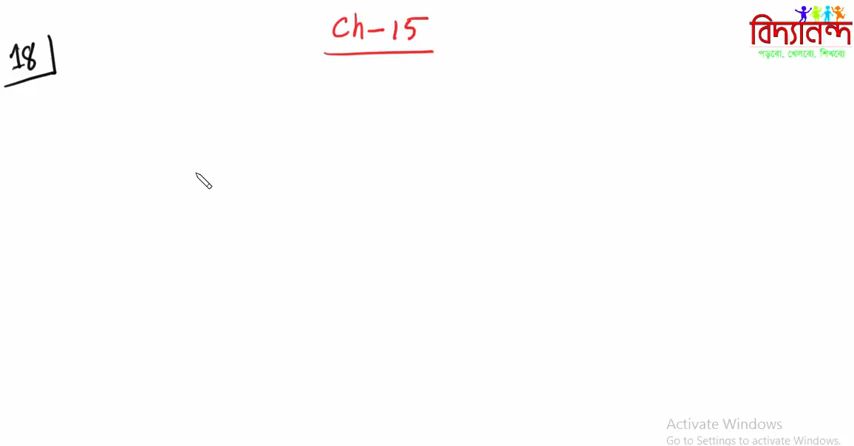 Ch-15
18
বিদ্যানন্দ
পড়বো, খেলবো, শিখবো
Activate Windows
Go to Settings to activate Windows.